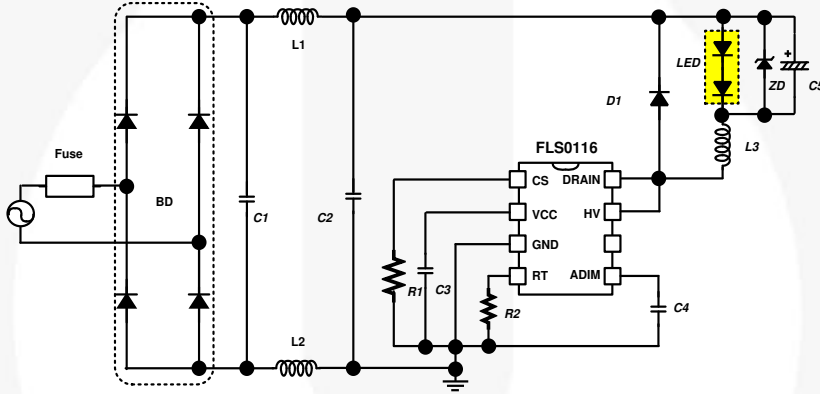 L1
LED
ZD
+
C5
D1
L3
FLS0116
Fuse
CS
DRAIN
BD
C1
C2
VCC
HV
GND
RT
ADIM
R1
C3
R2
C4
L2